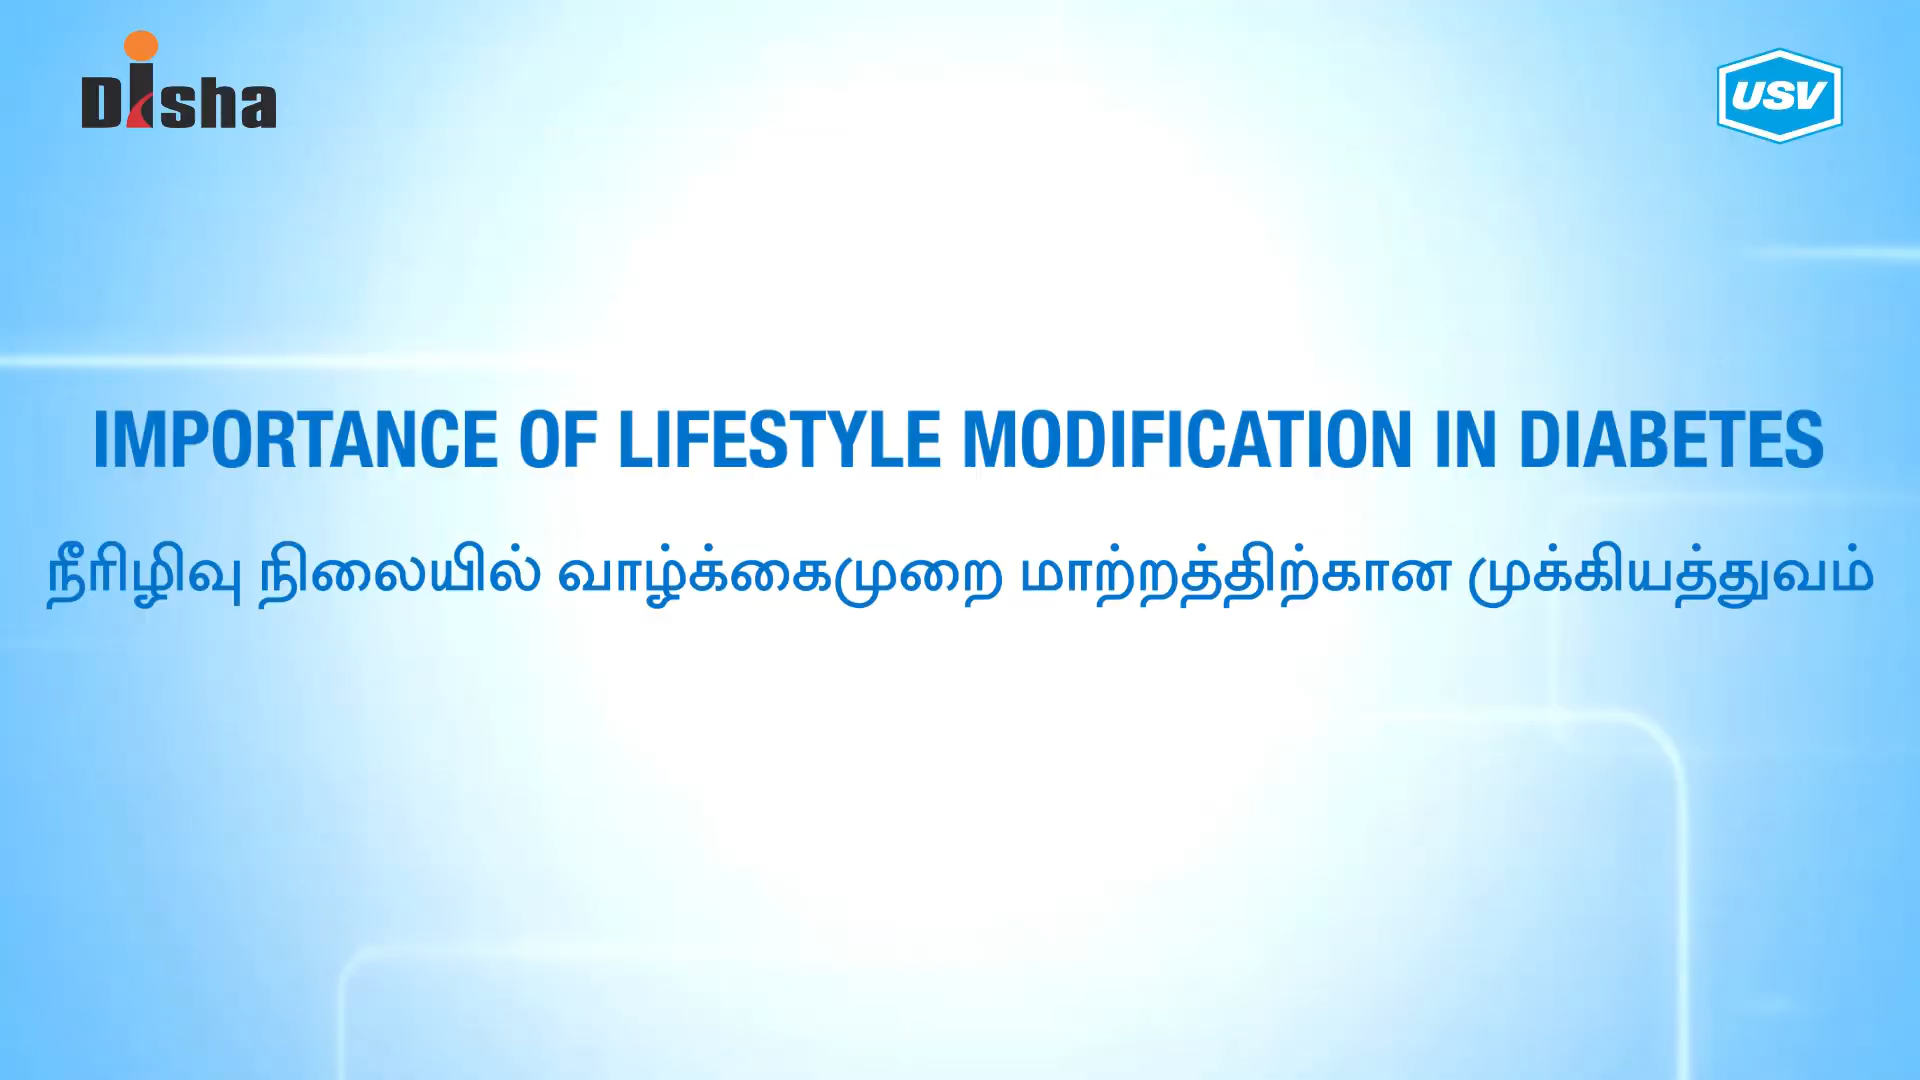 Disha
USV
IMPORTANCE OF LIFESTYLE MODIFICATION IN DIABETES
நீரிழிவு நிலையில் வாழ்க்கைமுறை மாற்றத்திற்கான முக்கியத்துவம்